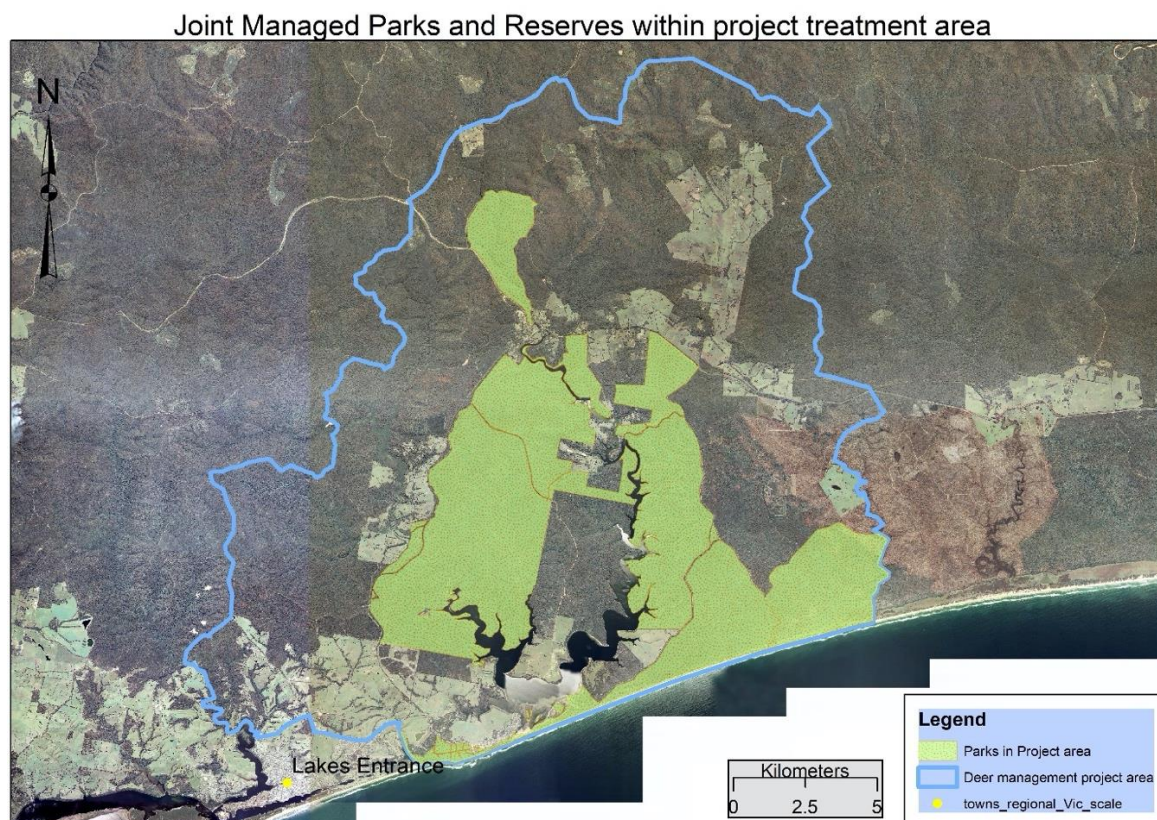 Joint Managed Parks and Reserves within project treatment area
N
Lakes Entrance
Kilometers
0 2.5 5
Legend
Parks in Project area
Deer management project area
towns_regional_Vic_scale